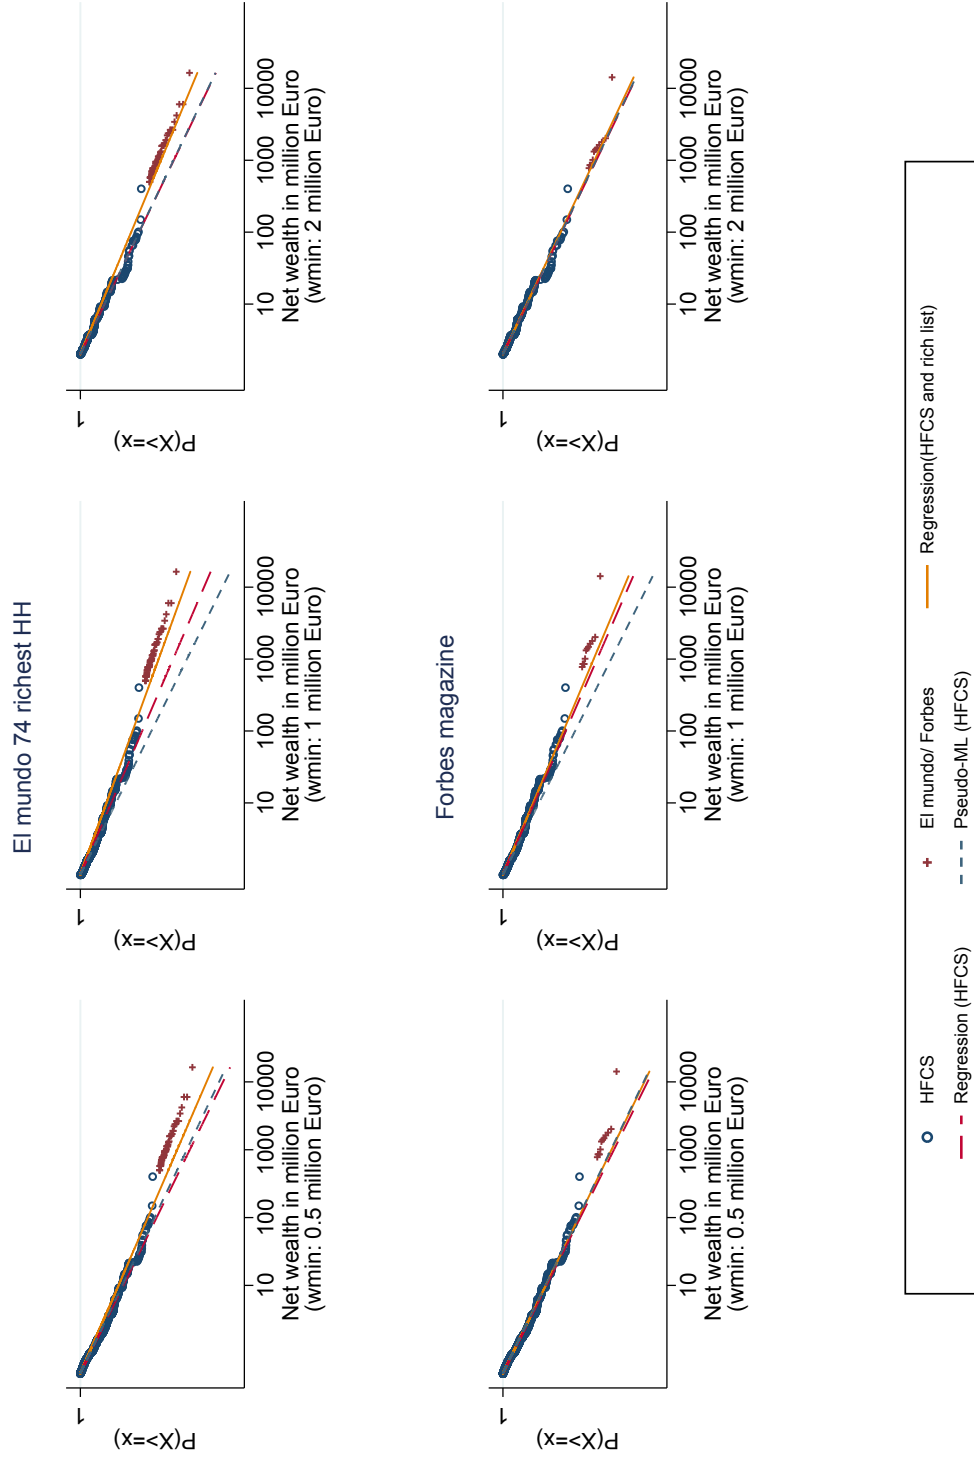 El mundo 74 richest HH
P(X>=x)
1
10 100 1000 10000
Net wealth in million Euro
(wmin: 0.5 million Euro)
P(X>=x)
1
10 100 1000 10000
Net wealth in million Euro
(wmin: 1 million Euro)
P(X>=x)
1
10 100 1000 10000
Net wealth in million Euro
(wmin: 2 million Euro)
Forbes magazine
P(X>=x)
1
10 100 1000 10000
Net wealth in million Euro
(wmin: 0.5 million Euro)
P(X>=x)
1
10 100 1000 10000
Net wealth in million Euro
(wmin: 1 million Euro)
P(X>=x)
1
10 100 1000 10000
Net wealth in million Euro
(wmin: 2 million Euro)
HFCS El mundo/ Forbes Regression(HFCS and rich list)
Regression (HFCS) Pseudo-ML (HFCS)